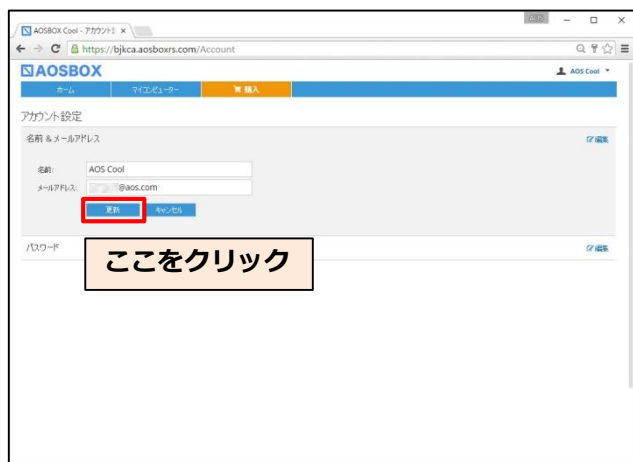 AOSBOX Cool - アカウント
https://bjkca.aosboxrs.com/Account
AOSBOX
AOS Cool
ホーム マイコンピューター 購入
アカウント設定
名前 & メールアドレス 編集
名前: AOS Cool
メールアドレス: @aos.com
更新 キャンセル
パスワード 編集
ここをクリック